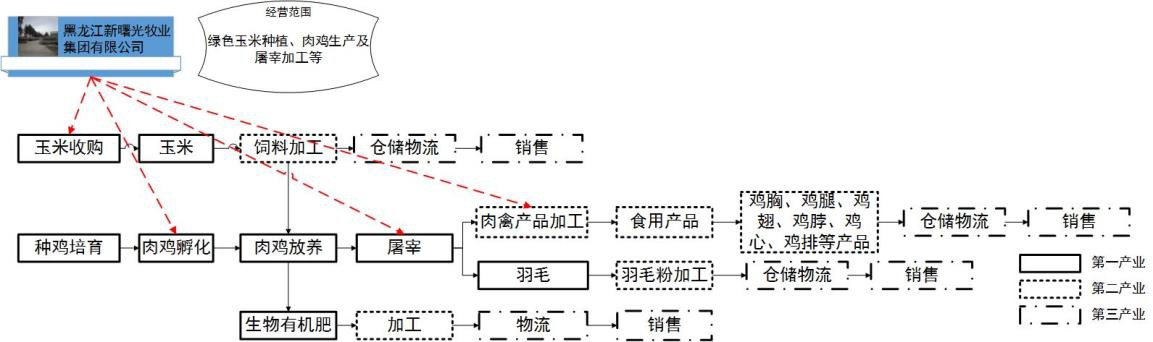 黑龙江新曙光牧业
集团有限公司
经营范围
绿色玉米种植、肉鸡生产及
屠宰加工等
玉米收购
玉米
饲料加工
仓储物流
销售
肉禽产品加工
食用产品
鸡胸、鸡腿、鸡
翅、鸡脖、鸡
心、鸡排等产品
仓储物流
销售
种鸡培育
肉鸡孵化
肉鸡放养
屠宰
羽毛
羽毛粉加工
仓储物流
销售
生物有机肥
加工
物流
销售
第一产业
第二产业
第三产业